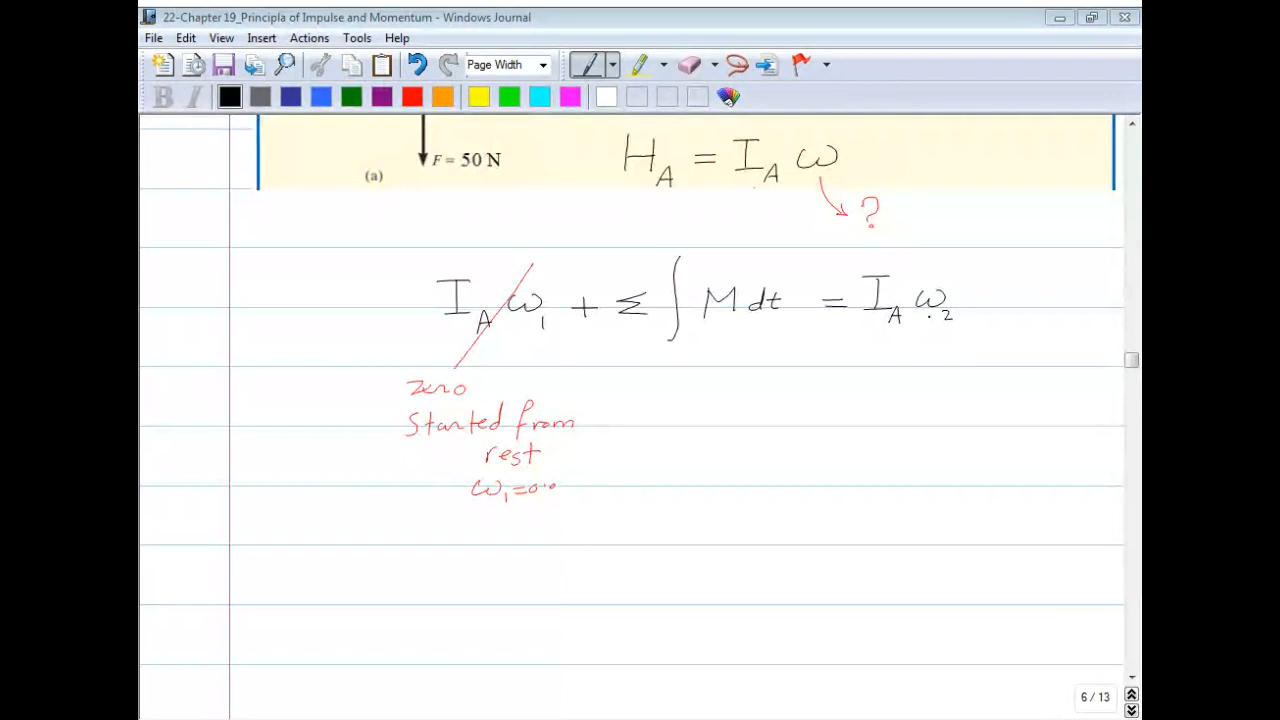 22-Chapter 19_Principla of Impulse and Momentum - Windows Journal
File Edit View Insert Actions Tools Help
Page Width
B I
F = 50 N
(a)
H_A = I_A ω
?
I_A ω_1 + Σ ∫ M dt = I_A ω_2
zero
Started from
rest
ω_1 = 0.0
6 / 13